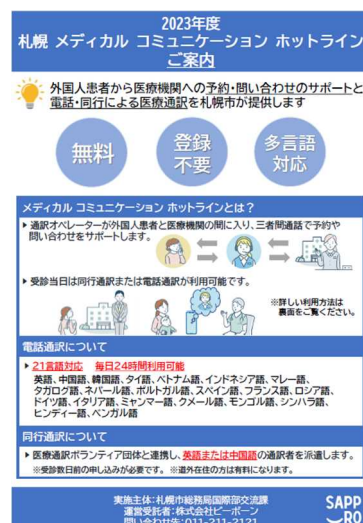 2023年度
札幌 メディカル コミュニケーション ホットライン
ご案内
外国人患者から医療機関への予約・問い合わせのサポートと
電話・同行による医療通訳を札幌市が提供します
無料
登録
不要
多言語
対応
メディカル コミュニケーション ホットラインとは？
▶ 通訳オペレーターが外国人患者と医療機関の間に入り、三者間通話で予約や
問い合わせをサポートします。
▶ 受診当日は同行通訳または電話通訳が利用可能です。
※詳しい利用方法は
裏面をご覧ください。
電話通訳について
▶ 21言語対応 毎日24時間利用可能
英語、中国語、韓国語、タイ語、ベトナム語、インドネシア語、マレー語、
タガログ語、ネパール語、ポルトガル語、スペイン語、フランス語、ロシア語、
ドイツ語、イタリア語、ミャンマー語、クメール語、モンゴル語、シンハラ語、
ヒンディー語、ベンガル語
同行通訳について
▶ 医療通訳ボランティア団体と連携し、英語または中国語の通訳者を派遣します。
※受診数日前の申し込みが必要です。 ※道外在住の方は有料になります。
実施主体：札幌市総務局国際部交流課
運営受託者：株式会社ビーボーン
問い合わせ先：011-211-2121
SAPP
RO